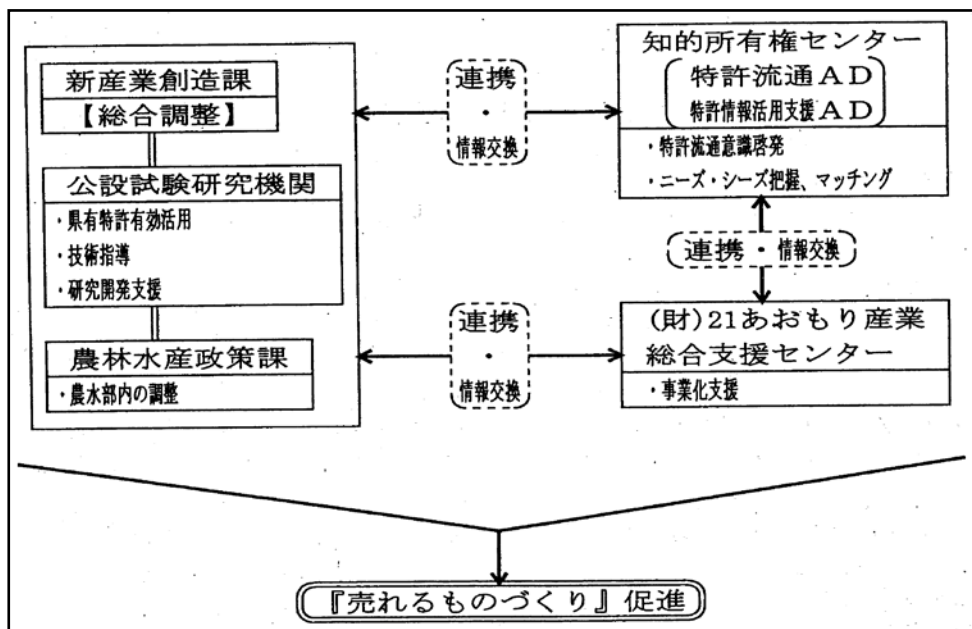 新産業創造課
【総合調整】
公設試験研究機関
・県有特許有効活用
・技術指導
・研究開発支援
農林水産政策課
・農水部内の調整
連携
・
情報交換
連携
・
情報交換
知的所有権センター
特許流通AD
特許情報活用支援AD
・特許流通意識啓発
・ニーズ・シーズ把握、マッチング
連携・情報交換
(財)21あおもり産業
総合支援センター
・事業化支援
『売れるものづくり』促進